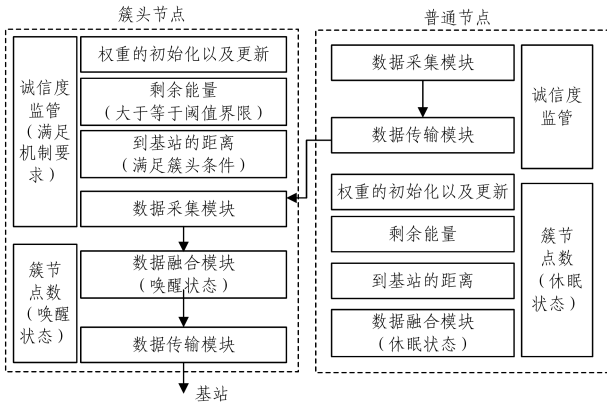 簇头节点
诚信度
监管
(满足
机制要
求)
权重的初始化以及更新
剩余能量
(大于等于阈值界限)
到基站的距离
(满足簇头条件)
数据采集模块
簇节
点数
(唤醒
状态)
数据融合模块
(唤醒状态)
数据传输模块
基站
普通节点
数据采集模块
数据传输模块
诚信度
监管
权重的初始化以及更新
剩余能量
到基站的距离
数据融合模块
(休眠状态)
簇节
点数
(休眠
状态)